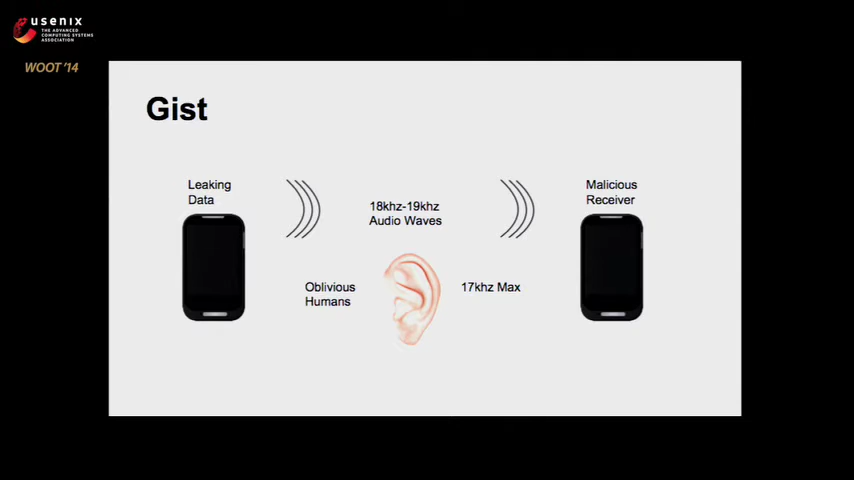 usenix
THE ADVANCED
COMPUTING SYSTEMS
ASSOCIATION
WOOT '14
Gist
Leaking
Data
18khz-19khz
Audio Waves
Malicious
Receiver
Oblivious
Humans
17khz Max